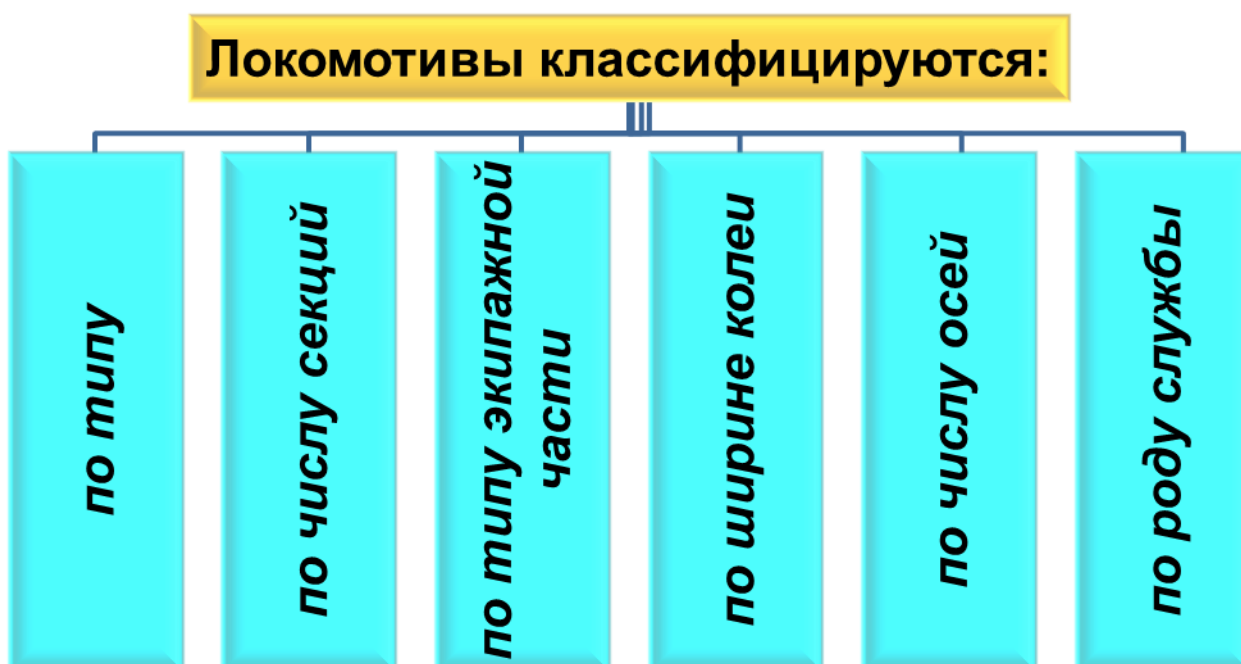 Локомотивы классифицируются:
по типу
по числу секций
по типу экипажной
части
по ширине колеи
по числу осей
по роду службы